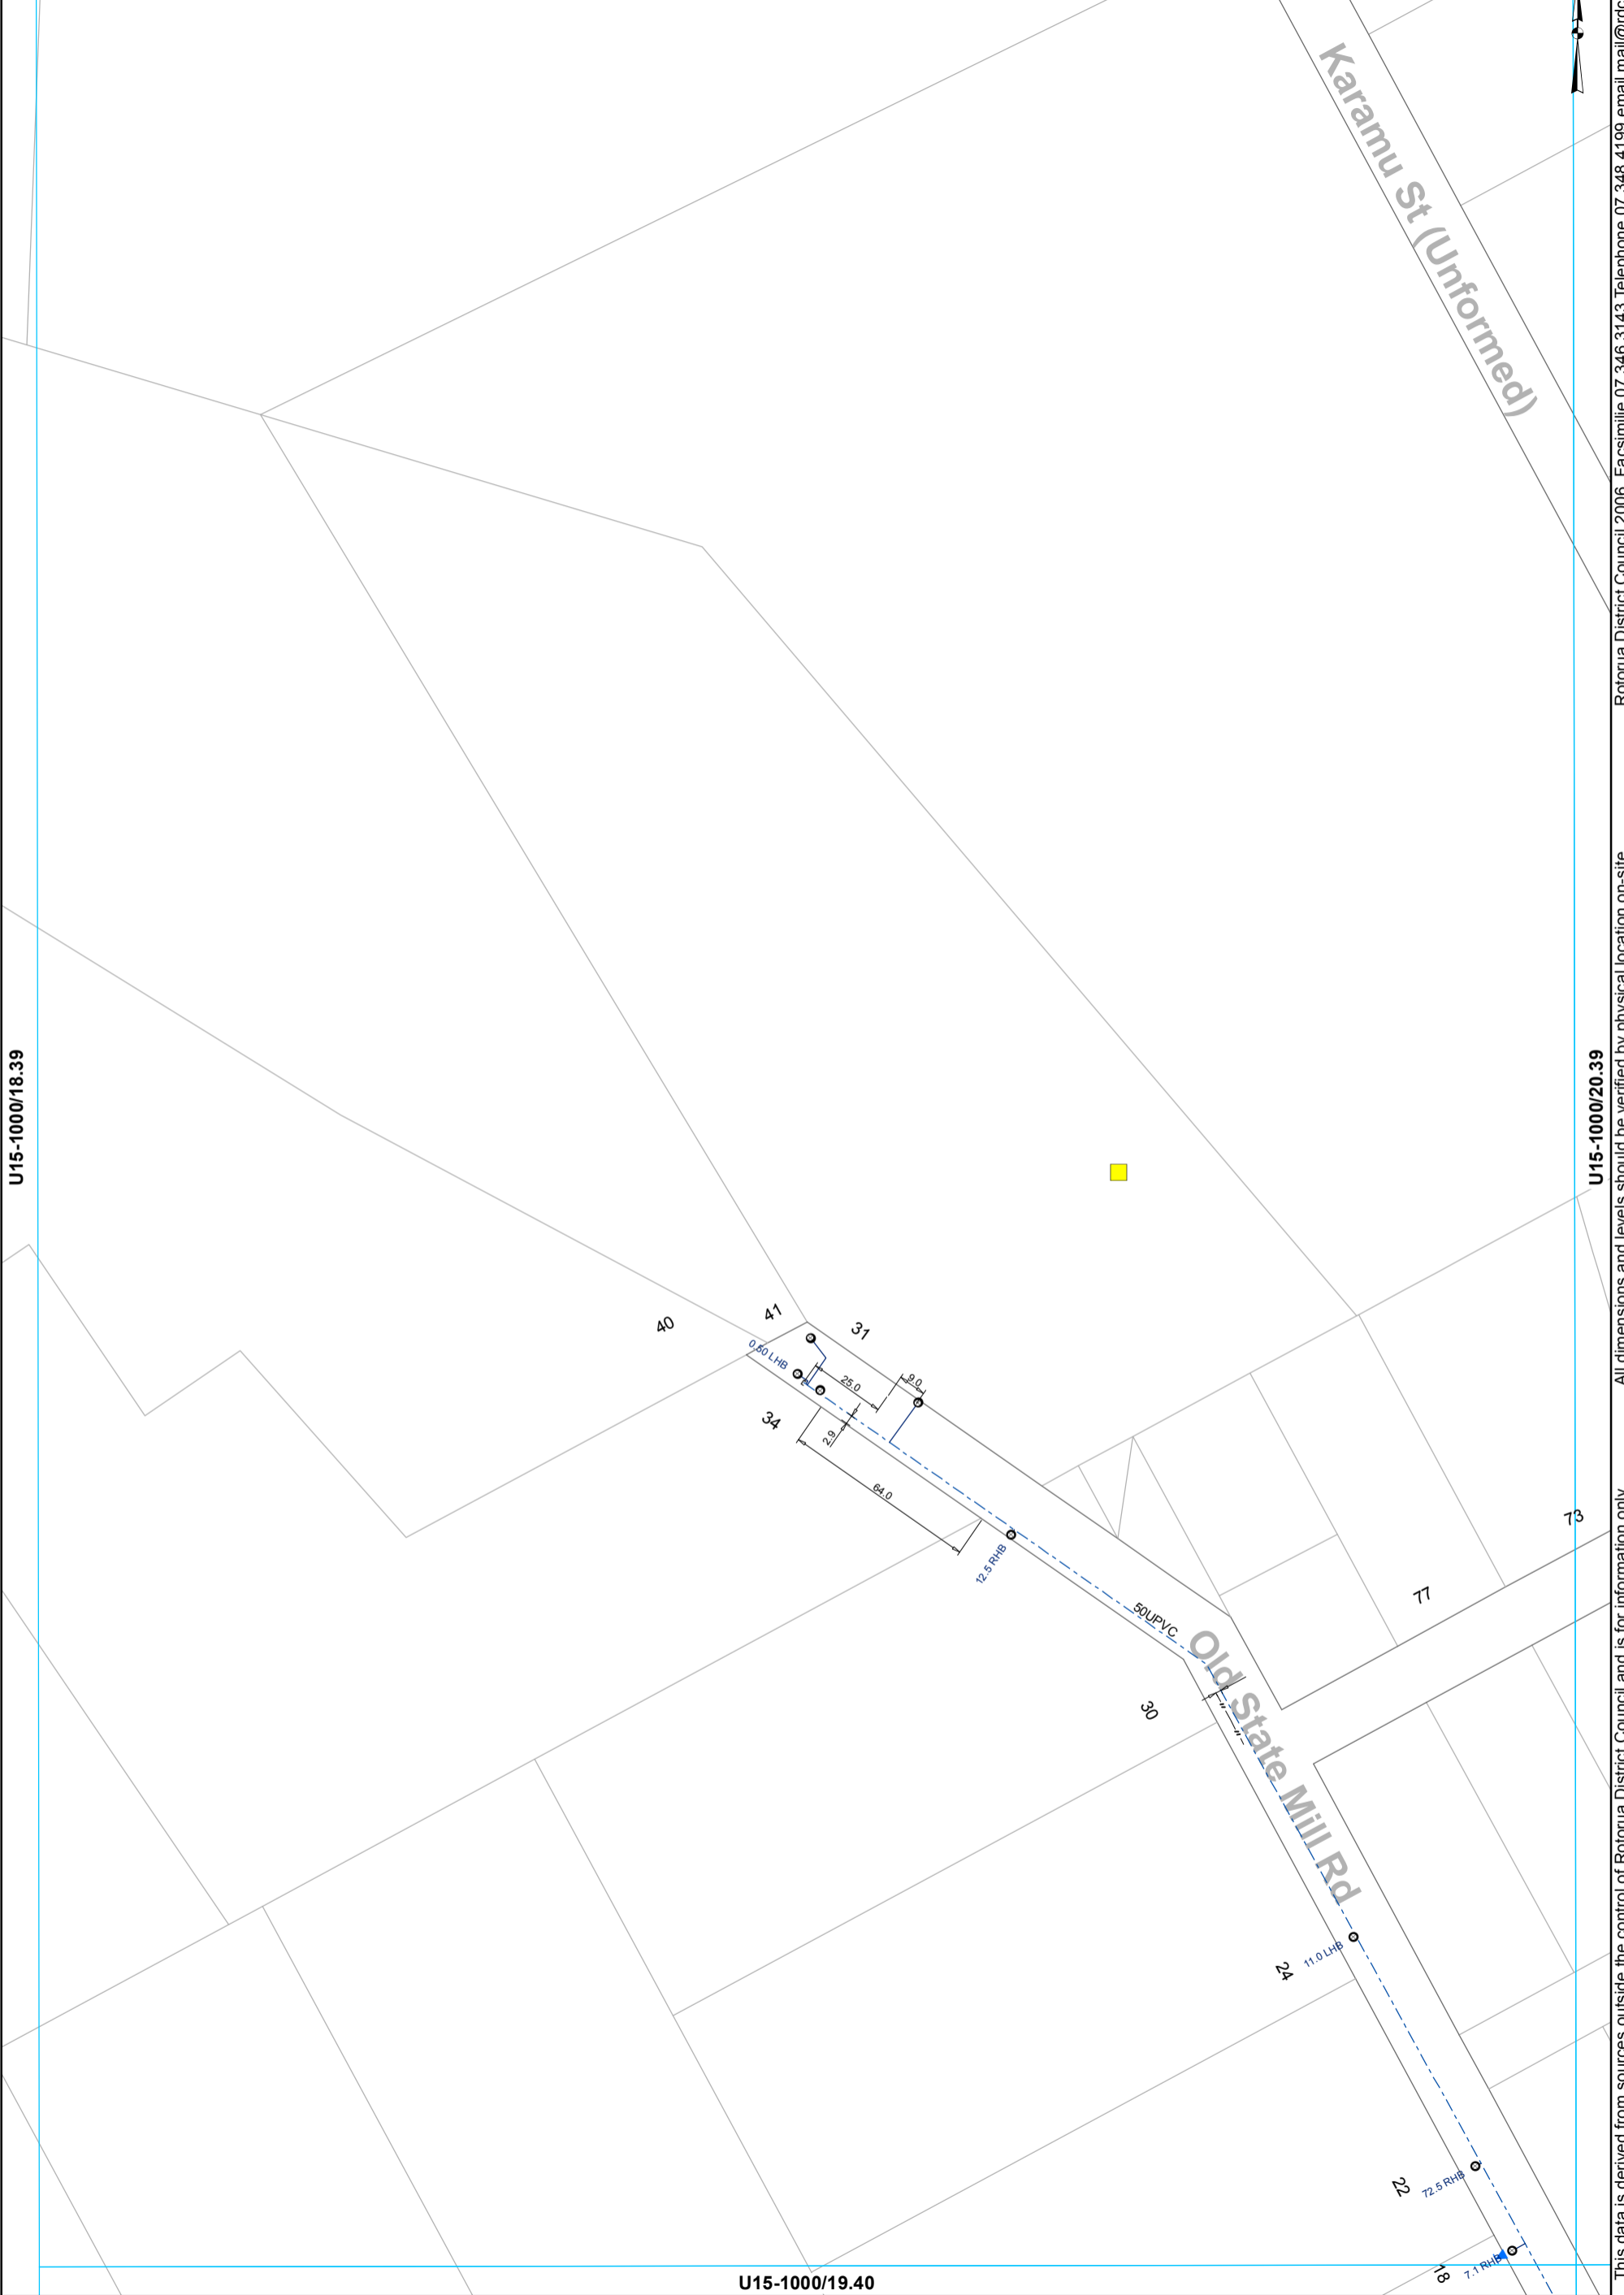 Karamu St (Unformed)
Rotorua District Council 2006 Facsimilie 07 346 3143 Telephone 07 348 4199 email mail@rdc
All dimensions and levels should be verified by physical location on-site
This data is derived from sources outside the control of Rotorua District Council and is for information only
U15-1000/18.39
U15-1000/20.39
40
41
31
0.50 LHB
25.0
9.0
34
2.9
64.0
12.5 RHB
73
77
50UPVC
Old State Mill Rd
30
11.0 LHB
24
72.5 RHB
22
7.1 RHB
18
U15-1000/19.40